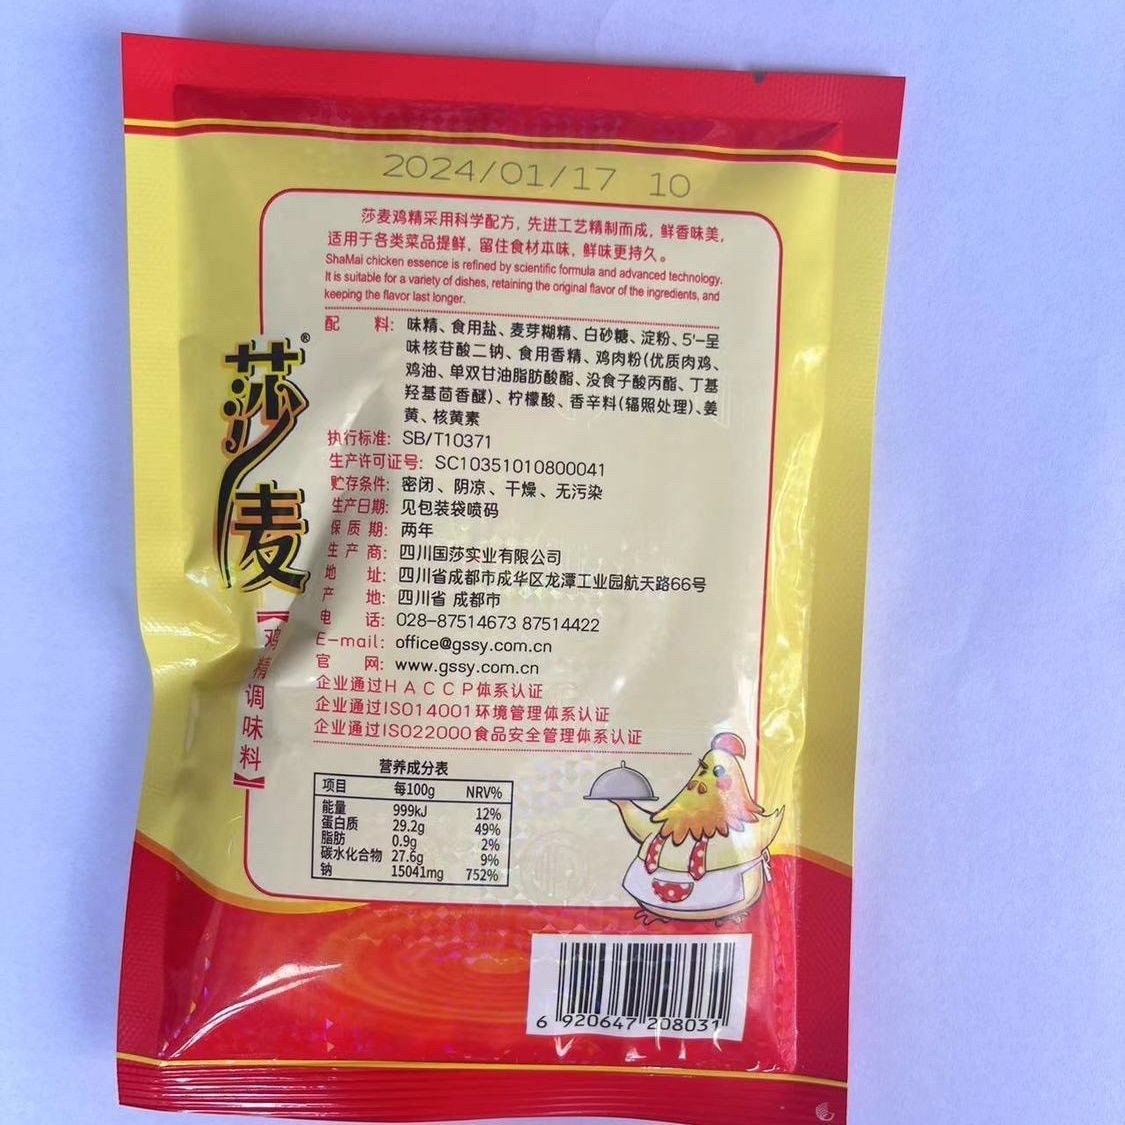 2024/01/17 10
莎麦鸡精采用科学配方，先进工艺精制而成，鲜香味美，
适用于各类菜品提鲜，留住食材本味，鲜味更持久。
ShaMai chicken essence is refined by scientific formula and advanced technology.
It is suitable for a variety of dishes, retaining the original flavor of the ingredients, and
keeping the flavor last longer.
配 料: 味精、食用盐、麦芽糊精、白砂糖、淀粉、5'-呈
味核苷酸二钠、食用香精、鸡肉粉(优质肉鸡、
鸡油、单双甘油脂肪酸酯、没食子酸丙酯、丁基
羟基茴香醚)、柠檬酸、香辛料(辐照处理)、姜
黄、核黄素
执行标准: SB/T10371
生产许可证号: SC10351010800041
贮存条件: 密闭、阴凉、干燥、无污染
生产日期: 见包装袋喷码
保质期: 两年
生产商: 四川国莎实业有限公司
地 址: 四川省成都市成华区龙潭工业园航天路66号
产 地: 四川省 成都市
电 话: 028-87514673 87514422
E-mail: office@gssy.com.cn
官 网: www.gssy.com.cn
企业通过HACCP体系认证
企业通过ISO14001环境管理体系认证
企业通过ISO22000食品安全管理体系认证
莎麦®
【鸡精调味料】
营养成分表
项目 每100g NRV%
能量 999kJ 12%
蛋白质 29.2g 49%
脂肪 0.9g 2%
碳水化合物 27.6g 9%
钠 15041mg 752%
6 920647 208031